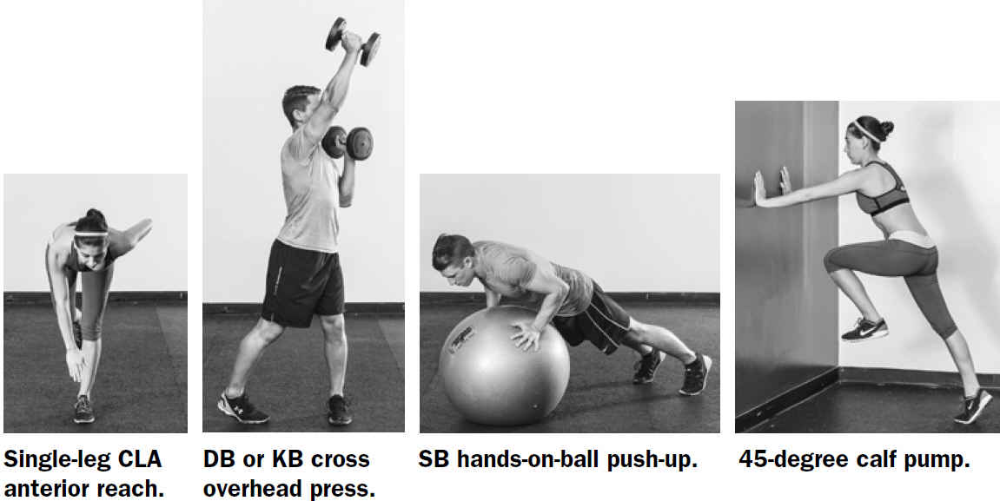 Single-leg CLA
anterior reach.
DB or KB cross
overhead press.
SB hands-on-ball push-up.
45-degree calf pump.